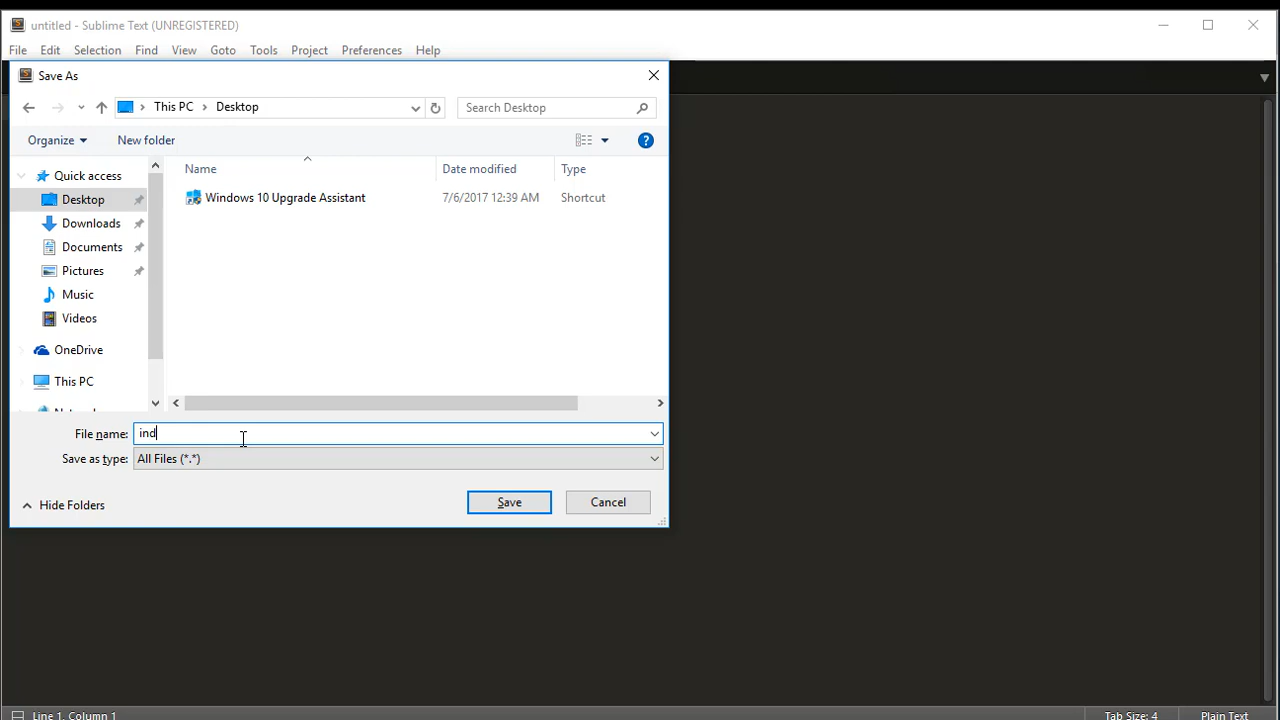 untitled - Sublime Text (UNREGISTERED)
File Edit Selection Find View Goto Tools Project Preferences Help
Save As
This PC Desktop
Search Desktop
Organize New folder
Quick access
Desktop
Downloads
Documents
Pictures
Music
Videos
OneDrive
This PC
Name Date modified Type
Windows 10 Upgrade Assistant 7/6/2017 12:39 AM Shortcut
File name: ind
Save as type: All Files (*.*)
Hide Folders
Save Cancel
Line 1, Column 1
Tab Size: 4 Plain Text